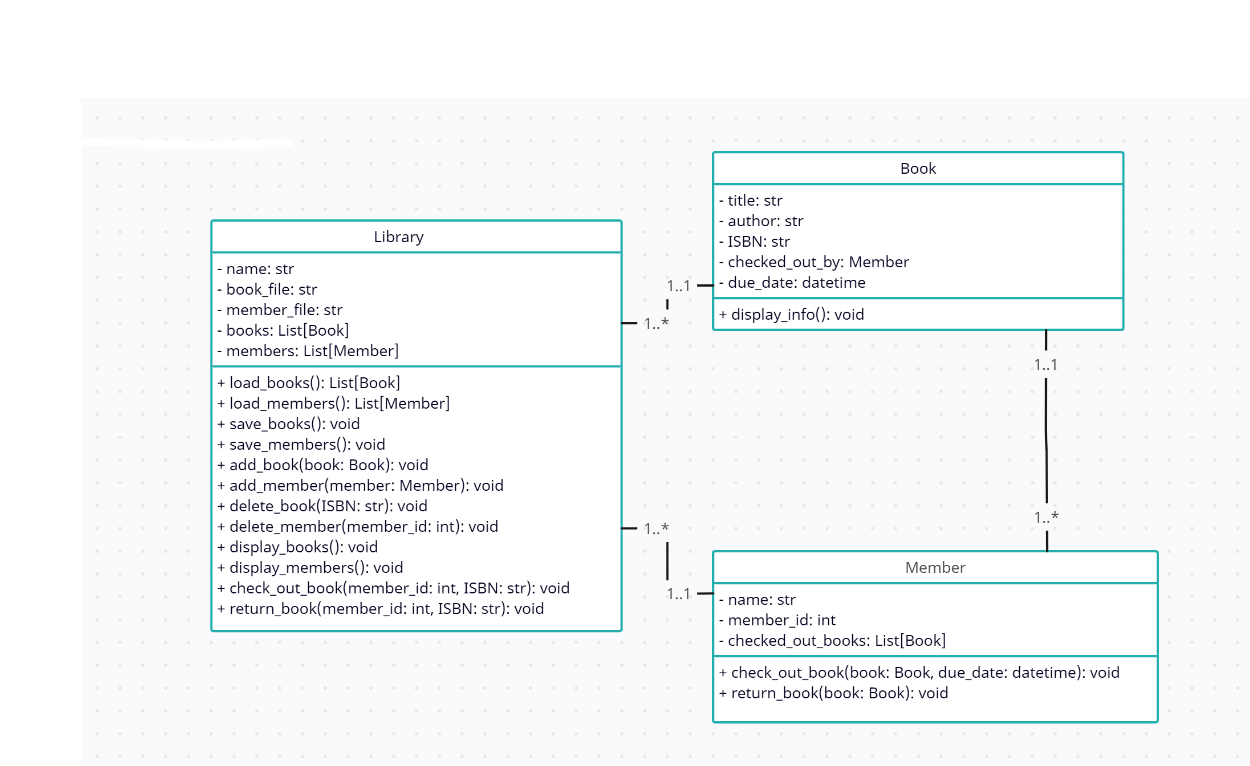 Library
- name: str
- book_file: str
- member_file: str
- books: List[Book]
- members: List[Member]
+ load_books(): List[Book]
+ load_members(): List[Member]
+ save_books(): void
+ save_members(): void
+ add_book(book: Book): void
+ add_member(member: Member): void
+ delete_book(ISBN: str): void
+ delete_member(member_id: int): void
+ display_books(): void
+ display_members(): void
+ check_out_book(member_id: int, ISBN: str): void
+ return_book(member_id: int, ISBN: str): void
1..1
1..*
1..*
1..1
Book
- title: str
- author: str
- ISBN: str
- checked_out_by: Member
- due_date: datetime
+ display_info(): void
1..1
1..*
Member
- name: str
- member_id: int
- checked_out_books: List[Book]
+ check_out_book(book: Book, due_date: datetime): void
+ return_book(book: Book): void